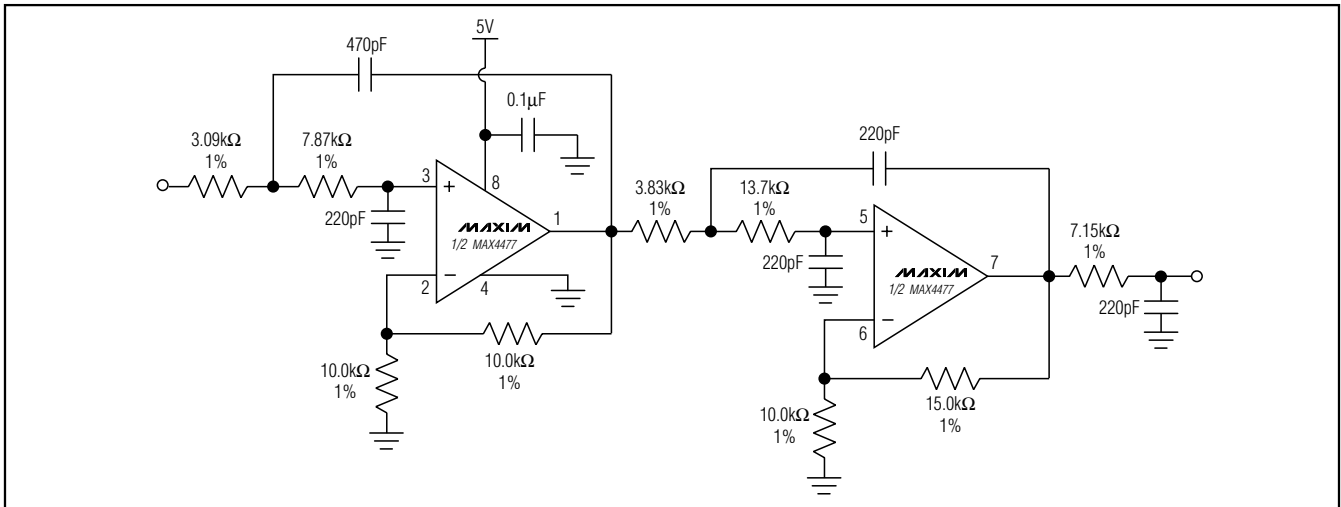 5V
470pF
0.1μF
3.09kΩ
1%
7.87kΩ
1%
3
+
8
220pF
MAXIM
1/2 MAX4477
1
2
−
4
10.0kΩ
1%
10.0kΩ
1%
220pF
3.83kΩ
1%
13.7kΩ
1%
5
+
220pF
MAXIM
1/2 MAX4477
7
6
−
7.15kΩ
1%
220pF
15.0kΩ
1%
10.0kΩ
1%